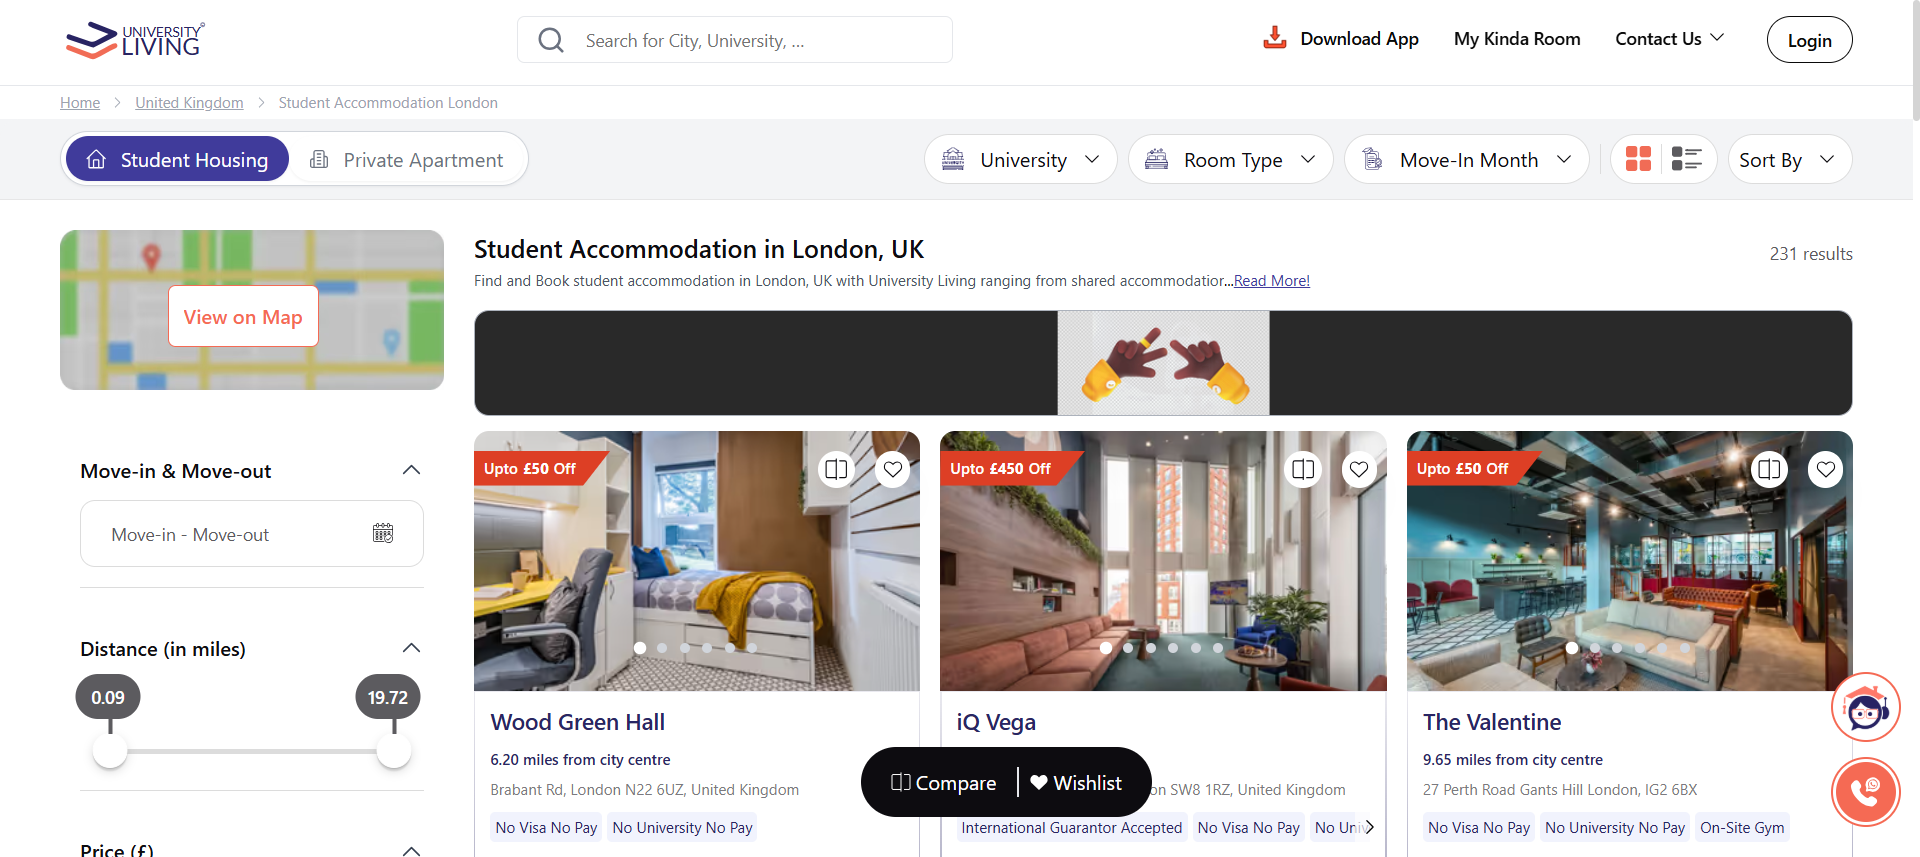 UNIVERSITY
LIVING
Search for City, University, ...
Download App
My Kinda Room
Contact Us
Login
Home
United Kingdom
Student Accommodation London
Student Housing
Private Apartment
University
Room Type
Move-In Month
Sort By
View on Map
Student Accommodation in London, UK
231 results
Find and Book student accommodation in London, UK with University Living ranging from shared accommodation...Read More!
Move-in & Move-out
Move-in - Move-out
Distance (in miles)
0.09
19.72
Price (£)
Upto £50 Off
Wood Green Hall
6.20 miles from city centre
Brabant Rd, London N22 6UZ, United Kingdom
No Visa No Pay
No University No Pay
Upto £450 Off
iQ Vega
on SW8 1RZ, United Kingdom
International Guarantor Accepted
No Visa No Pay
No Univ
Upto £50 Off
The Valentine
9.65 miles from city centre
27 Perth Road Gants Hill London, IG2 6BX
No Visa No Pay
No University No Pay
On-Site Gym
Compare
Wishlist